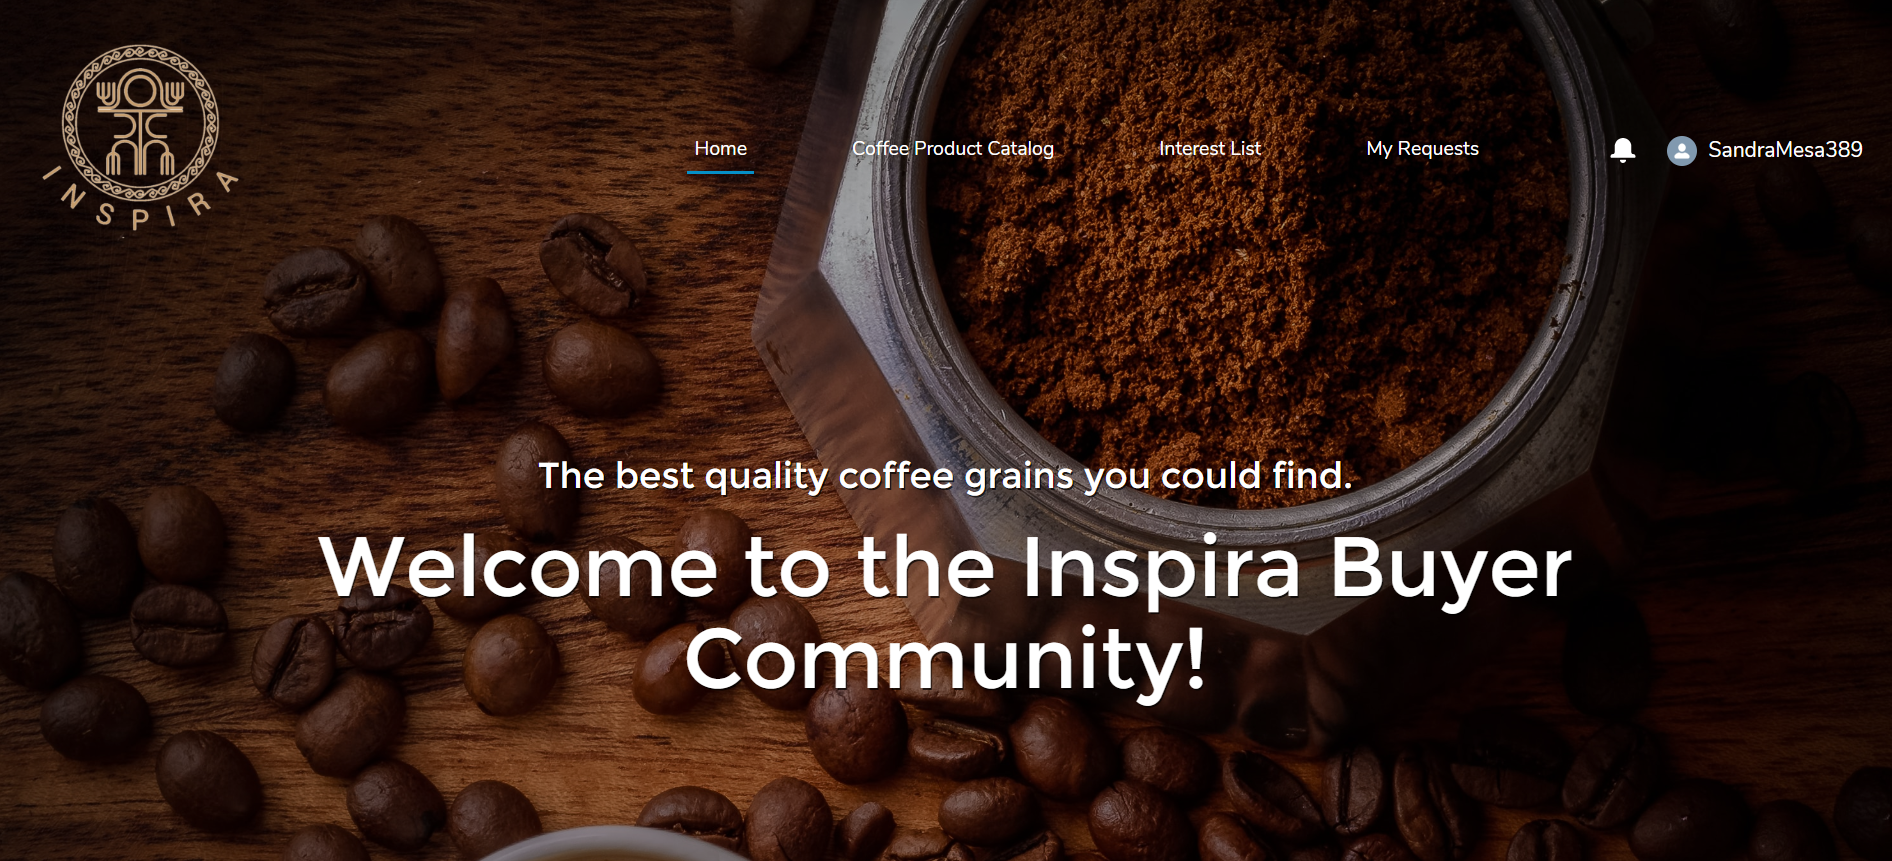 INSPIRA
Home
Coffee Product Catalog
Interest List
My Requests
SandraMesa389
The best quality coffee grains you could find.
Welcome to the Inspira Buyer
Community!